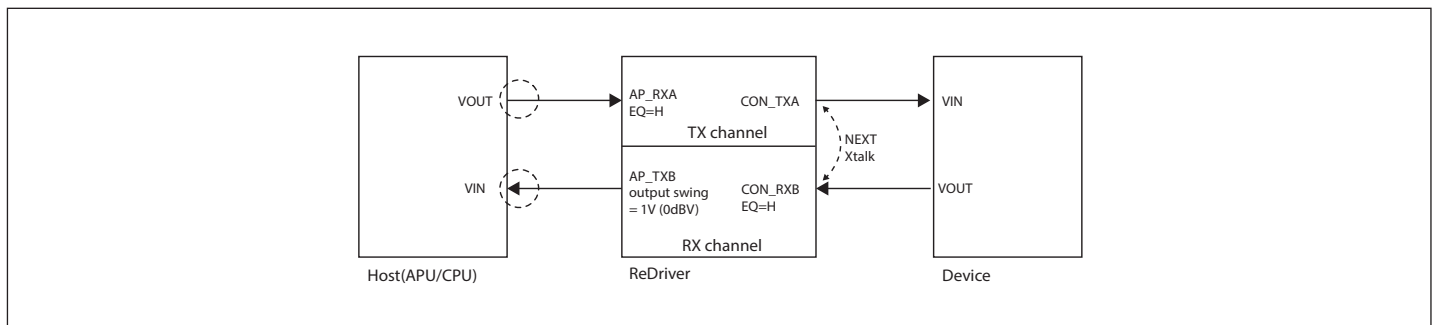 VOUT
VIN
Host(APU/CPU)
AP_RXA
EQ=H
CON_TXA
TX channel
AP_TXB
output swing
= 1V (0dBV)
CON_RXB
EQ=H
RX channel
ReDriver
NEXT
Xtalk
VIN
VOUT
Device